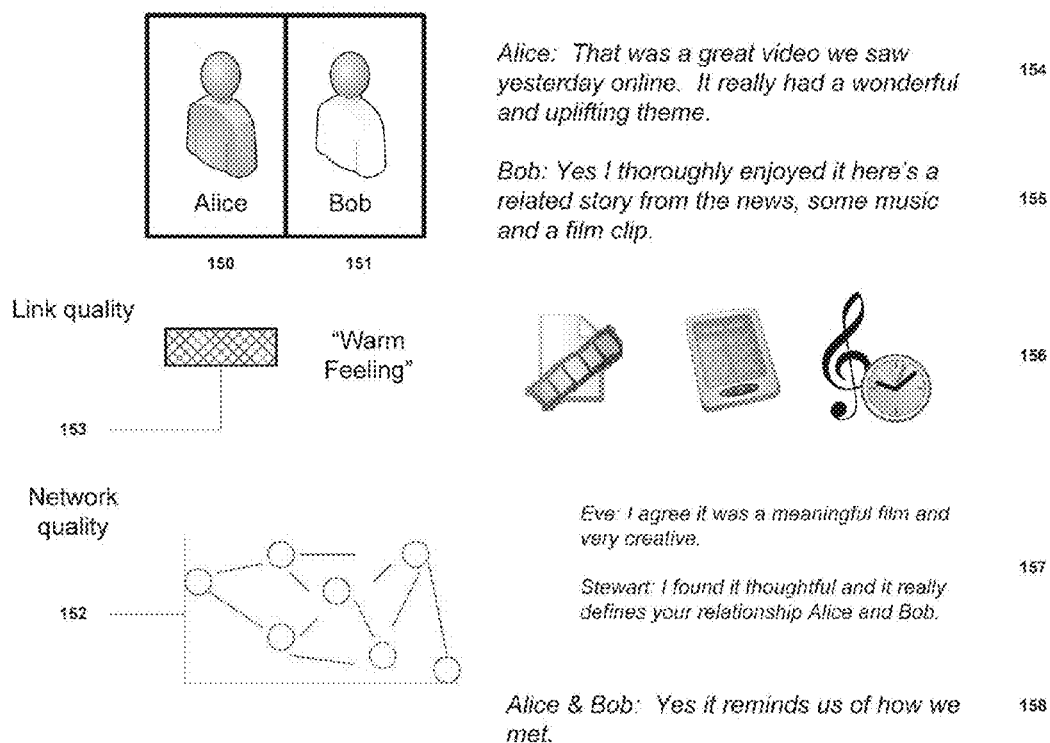 Alice
Bob
150
151
Alice: That was a great video we saw
yesterday online. It really had a wonderful
and uplifting theme.
154
Bob: Yes I thoroughly enjoyed it here's a
related story from the news, some music
and a film clip.
155
Link quality
"Warm
Feeling"
153
156
Network
quality
152
Eve: I agree it was a meaningful film and
very creative.
Stewart: I found it thoughtful and it really
defines your relationship Alice and Bob.
157
Alice & Bob: Yes it reminds us of how we
met.
158